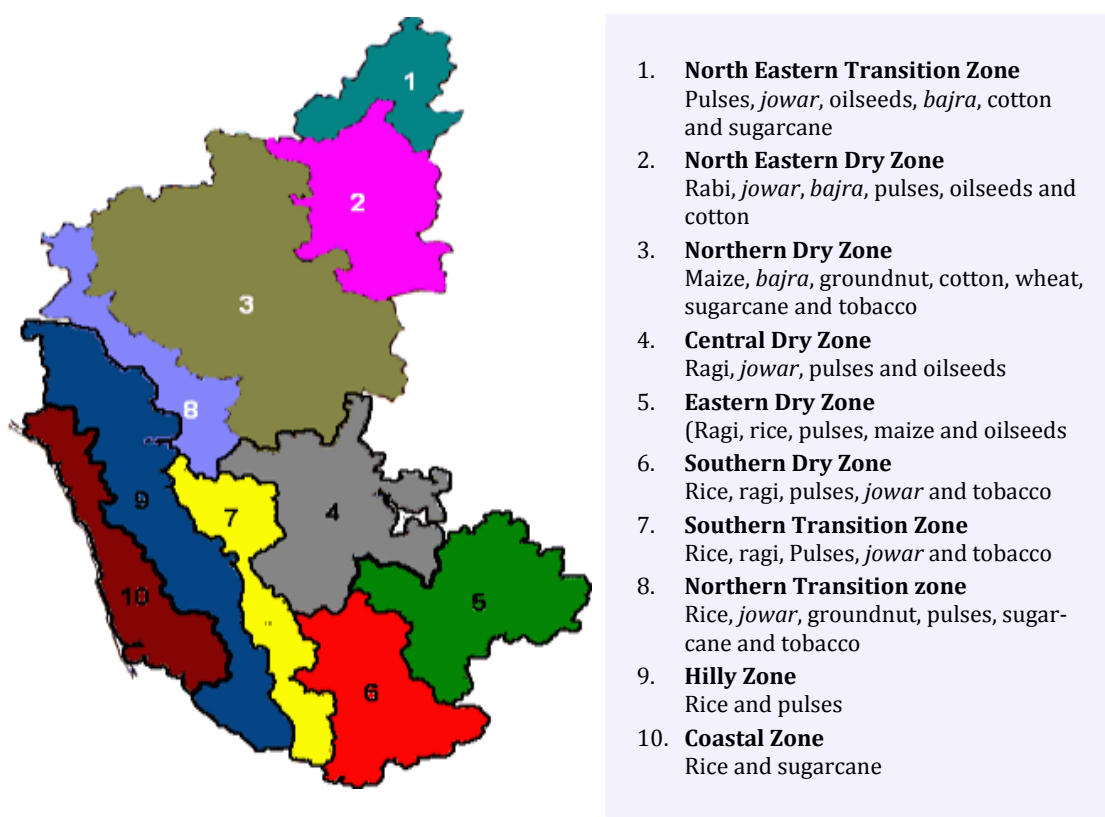 1
2
3
8
9
7
4
10
5
6
1. North Eastern Transition Zone
Pulses, jowar, oilseeds, bajra, cotton
and sugarcane
2. North Eastern Dry Zone
Rabi, jowar, bajra, pulses, oilseeds and
cotton
3. Northern Dry Zone
Maize, bajra, groundnut, cotton, wheat,
sugarcane and tobacco
4. Central Dry Zone
Ragi, jowar, pulses and oilseeds
5. Eastern Dry Zone
(Ragi, rice, pulses, maize and oilseeds
6. Southern Dry Zone
Rice, ragi, pulses, jowar and tobacco
7. Southern Transition Zone
Rice, ragi, Pulses, jowar and tobacco
8. Northern Transition zone
Rice, jowar, groundnut, pulses, sugar-
cane and tobacco
9. Hilly Zone
Rice and pulses
10. Coastal Zone
Rice and sugarcane